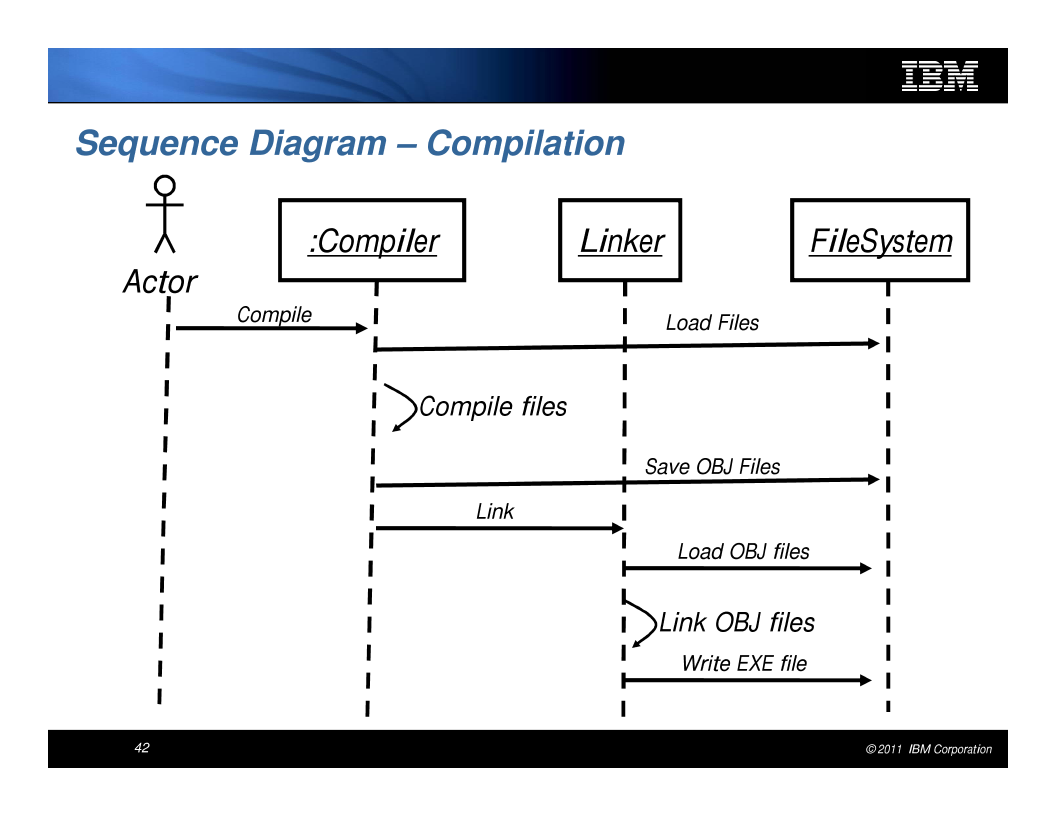 IBM
Sequence Diagram – Compilation
:Compiler
Linker
FileSystem
Actor
Compile
Load Files
Compile files
Save OBJ Files
Link
Load OBJ files
Link OBJ files
Write EXE file
42
© 2011 IBM Corporation